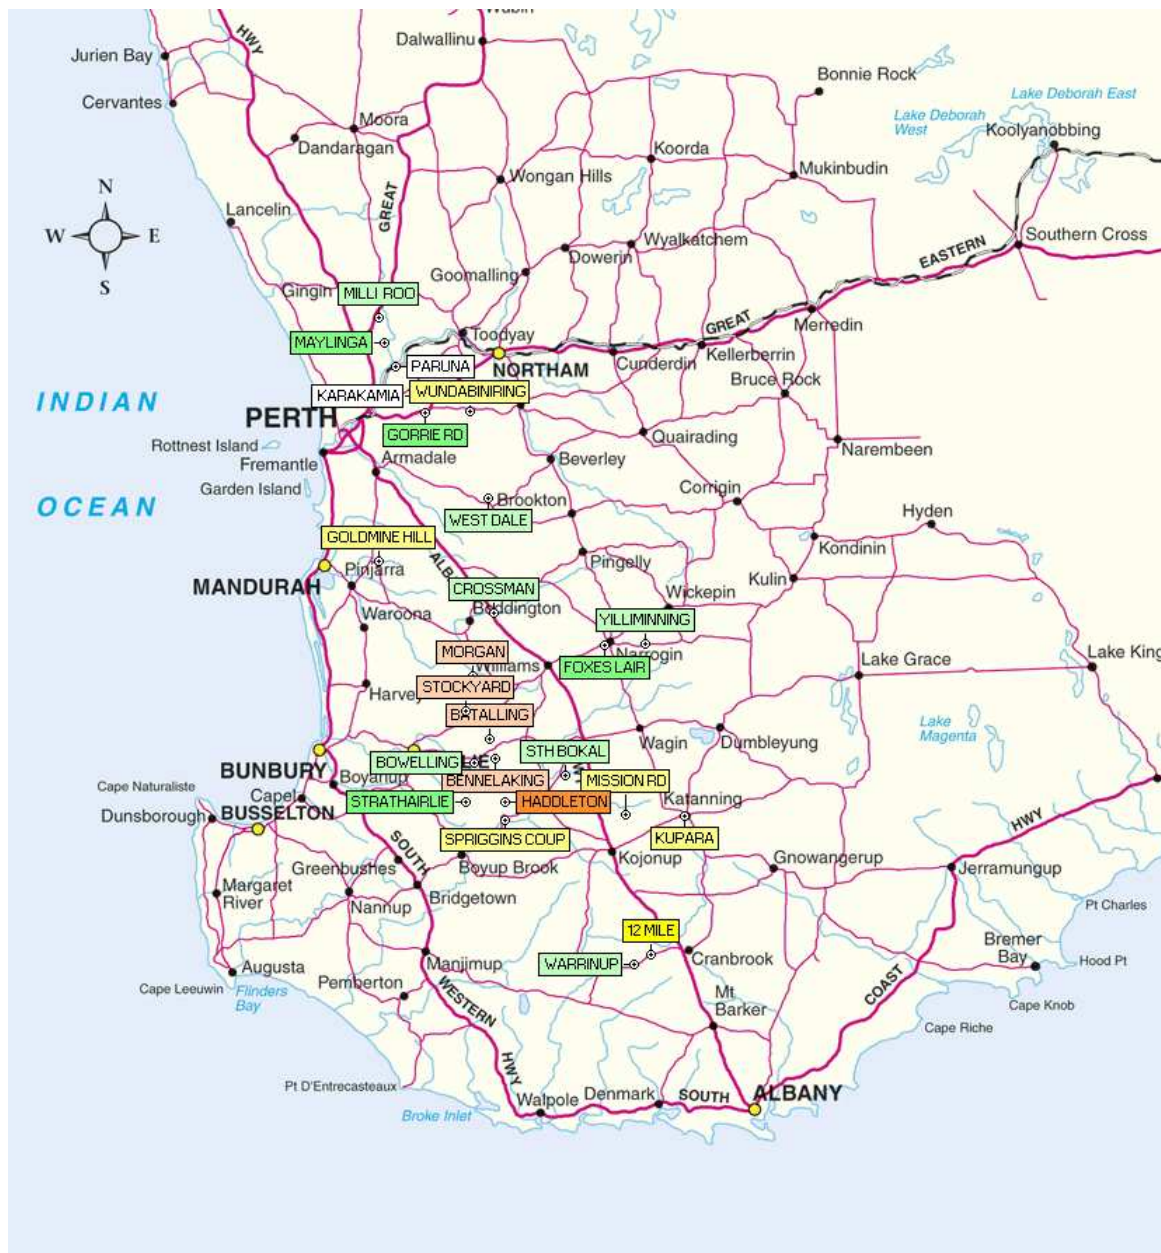 Wubin
Dalwallinu
HWY
Jurien Bay
Bonnie Rock
Cervantes
Lake Deborah East
Lake Deborah
West
Koolyanobbing
Moora
Dandaragan
Koorda
Mukinbudin
Wongan Hills
N
W
E
S
GREAT
Lancelin
Wyalkatchem
Dowerin
Southern Cross
EASTERN
Goomalling
Gingin
MILLI ROO
GREAT
Merredin
Toodyay
MAYLINGA
Cunderdin
Kellerberrin
PARUNA
NORTHAM
Bruce Rock
INDIAN
KARAKAMIA
WUNDABINIRING
PERTH
GORRIE RD
Quairading
Narembeen
Rottnest Island
Fremantle
Armadale
Beverley
Garden Island
Corrigin
Brookton
OCEAN
WEST DALE
Hyden
GOLDMINE HILL
Kondinin
ALB
Pinjarra
Pingelly
MANDURAH
Kulin
CROSSMAN
Wickepin
Waroona
Boddington
YILLIMINNING
MORGAN
Narrogin
Williams
FOXES LAIR
Lake Grace
Lake King
STOCKYARD
Harvey
BATALLING
Lake
Magenta
Wagin
Dumbleyung
STH BOKAL
BOWELLING
LIE
BUNBURY
Boyanup
BENNELAKING
MISSION RD
Cape Naturaliste
Capel
STRATHAIRLIE
HADDLETON
Katanning
Dunsborough
BUSSELTON
HWY
SPRIGGINS COUP
KUPARA
SOUTH
Greenbushes
Boyup Brook
Kojonup
Gnowangerup
Jerramungup
Margaret
River
Nannup
Bridgetown
Pt Charles
12 MILE
Bremer
Bay
WARRINUP
Cranbrook
Hood Pt
Augusta
Manjimup
Cape Leeuwin
Flinders
Bay
Pemberton
COAST
WESTERN
Mt
Barker
Cape Knob
Cape Riche
HWY
Pt D'Entrecasteaux
Walpole
Denmark
SOUTH
ALBANY
Broke Inlet